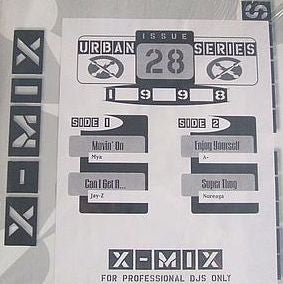 ISSUE
URBAN 28 SERIES
1998
SIDE 1
Movin' On
Mya
Can I Get A...
Jay-Z
SIDE 2
Enjoy Yourself
A+
Super Thug
Noreaga
X-MIX
FOR PROFESSIONAL DJS ONLY
X-MIX